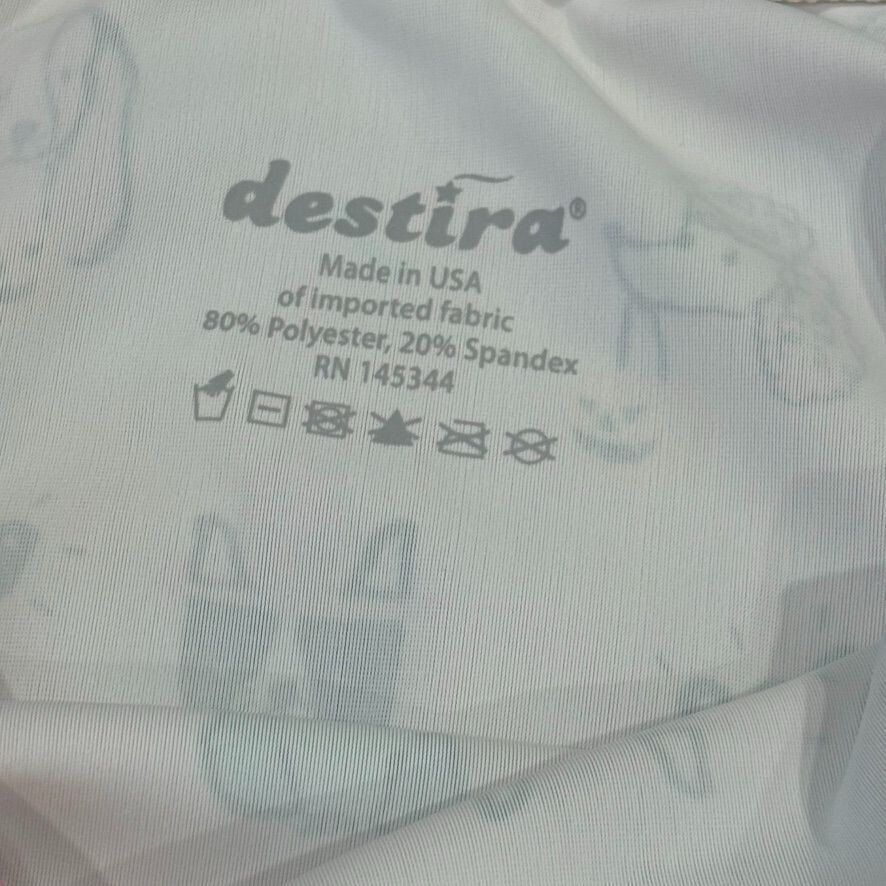 destira®
Made in USA
of imported fabric
80% Polyester, 20% Spandex
RN 145344